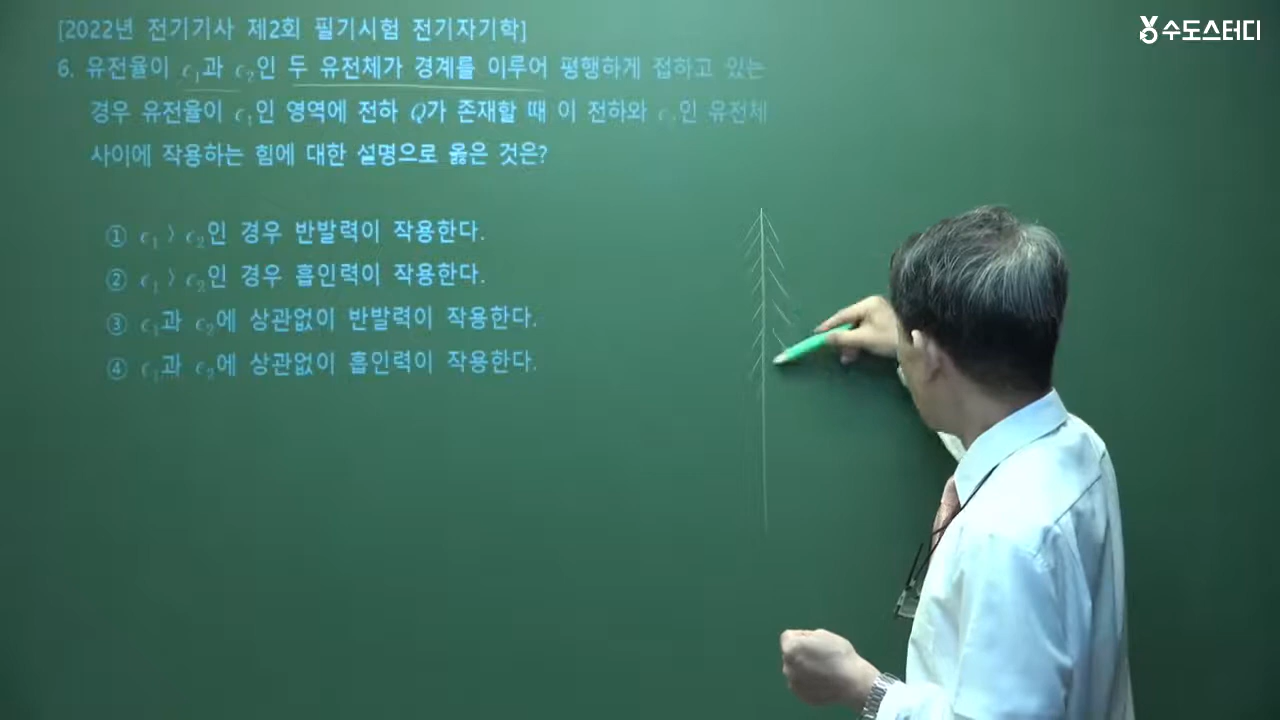 [2022년 전기기사 제2회 필기시험 전기자기학]
수도스터디
6. 유전율이 ε₁과 ε₂인 두 유전체가 경계를 이루어 평행하게 접하고 있는
경우 유전율이 ε₁인 영역에 전하 Q가 존재할 때 이 전하와 ε₂인 유전체
사이에 작용하는 힘에 대한 설명으로 옳은 것은?
① ε₁ > ε₂인 경우 반발력이 작용한다.
② ε₁ > ε₂인 경우 흡인력이 작용한다.
③ ε₁과 ε₂에 상관없이 반발력이 작용한다.
④ ε₁과 ε₂에 상관없이 흡인력이 작용한다.